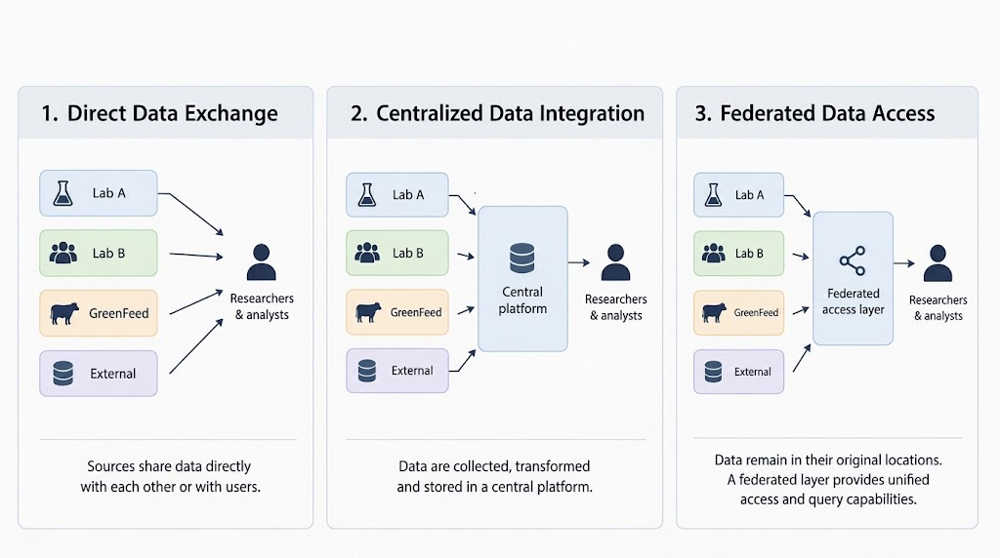 1. Direct Data Exchange
Lab A
Lab B
GreenFeed
External
Researchers
& analysts
Sources share data directly
with each other or with users.
2. Centralized Data Integration
Lab A
Lab B
GreenFeed
External
Central
platform
Researchers
& analysts
Data are collected, transformed
and stored in a central platform.
3. Federated Data Access
Lab A
Lab B
GreenFeed
External
Federated
access layer
Researchers
& analysts
Data remain in their original locations.
A federated layer provides unified
access and query capabilities.